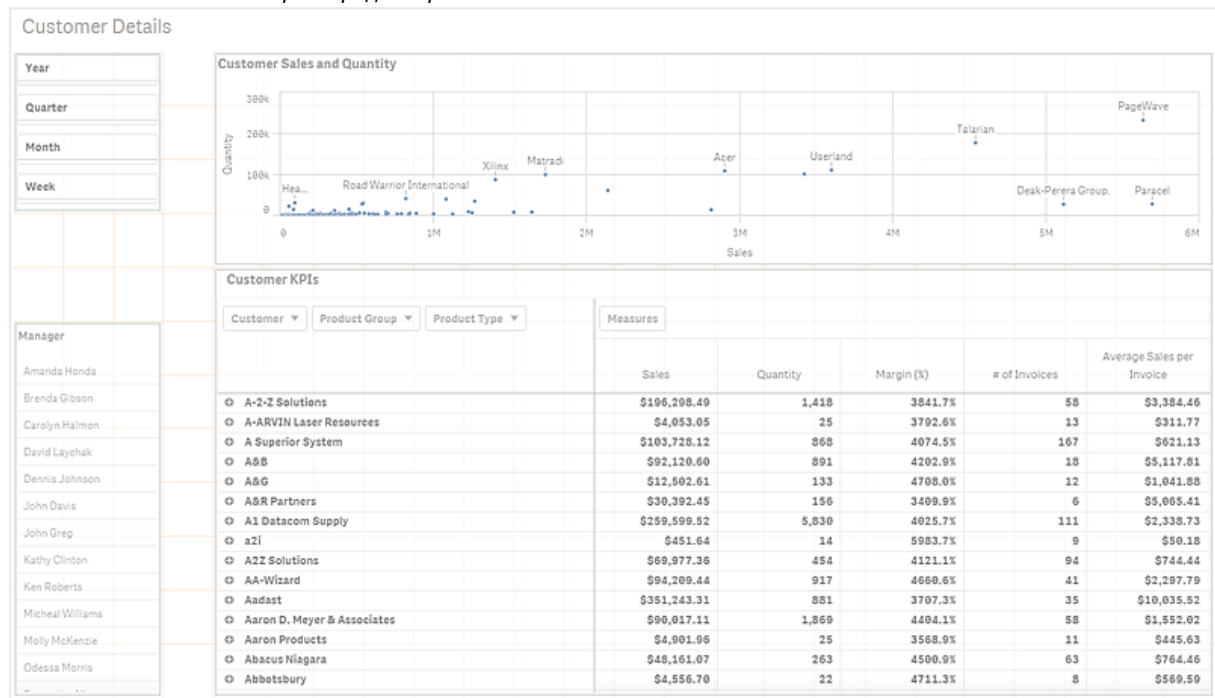 Customer Details
Year
Quarter
Month
Week
Manager
Amanda Honda
Brenda Gibson
Carolyn Halmon
David Laychak
Dennis Johnson
John Davis
John Greg
Kathy Clinton
Ken Roberts
Micheal Williams
Molly McKenzie
Odessa Morris
Customer Sales and Quantity
300k
200k
100k
0
Quantity
PageWave
Talarian
Acer
Userland
Matradi
Xilinx
Hea...
Road Warrior International
Deak-Perera Group.
Paracel
0 1M 2M 3M 4M 5M 6M
Sales
Customer KPIs
Customer Product Group Product Type Measures
Sales Quantity Margin (%) # of Invoices Average Sales per Invoice
A-2-Z Solutions $196,298.49 1,418 3841.7% 58 $3,384.46
A-ARVIN Laser Resources $4,053.05 25 3792.6% 13 $311.77
A Superior System $103,728.12 868 4074.5% 167 $621.13
A&B $92,120.60 891 4202.9% 18 $5,117.81
A&G $12,502.61 133 4708.0% 12 $1,041.88
A&R Partners $30,392.45 156 3409.9% 6 $5,065.41
A1 Datacom Supply $259,599.52 5,830 4025.7% 111 $2,338.73
a2i $451.64 14 5983.7% 9 $50.18
A2Z Solutions $69,977.36 454 4121.1% 94 $744.44
AA-Wizard $94,209.44 917 4660.6% 41 $2,297.79
Aadast $351,243.31 881 3707.3% 35 $10,035.52
Aaron D. Meyer & Associates $90,017.11 1,869 4404.1% 58 $1,552.02
Aaron Products $4,901.96 25 3568.9% 11 $445.63
Abacus Niagara $48,161.07 263 4500.9% 63 $764.46
Abbotsbury $4,556.70 22 4711.3% 8 $569.59